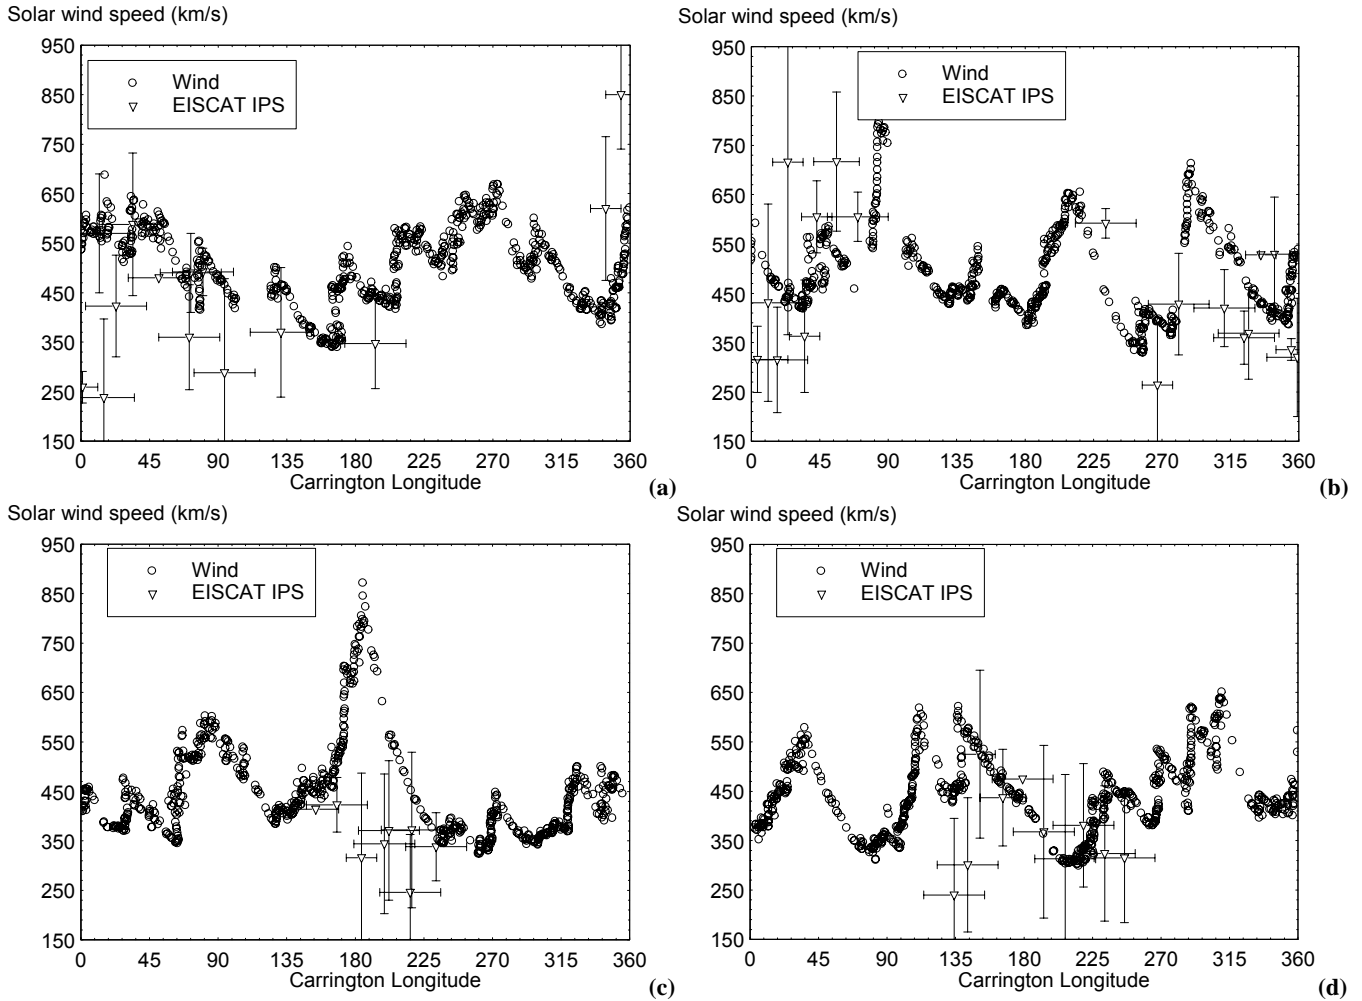 Solar wind speed (km/s)
950
850
750
650
550
450
350
250
150
Wind
EISCAT IPS
0 45 90 135 180 225 270 315 360
Carrington Longitude
(a)
Solar wind speed (km/s)
950
850
750
650
550
450
350
250
150
Wind
EISCAT IPS
0 45 90 135 180 225 270 315 360
Carrington Longitude
(b)
Solar wind speed (km/s)
950
850
750
650
550
450
350
250
150
Wind
EISCAT IPS
0 45 90 135 180 225 270 315 360
Carrington Longitude
(c)
Solar wind speed (km/s)
950
850
750
650
550
450
350
250
150
Wind
EISCAT IPS
0 45 90 135 180 225 270 315 360
Carrington Longitude
(d)